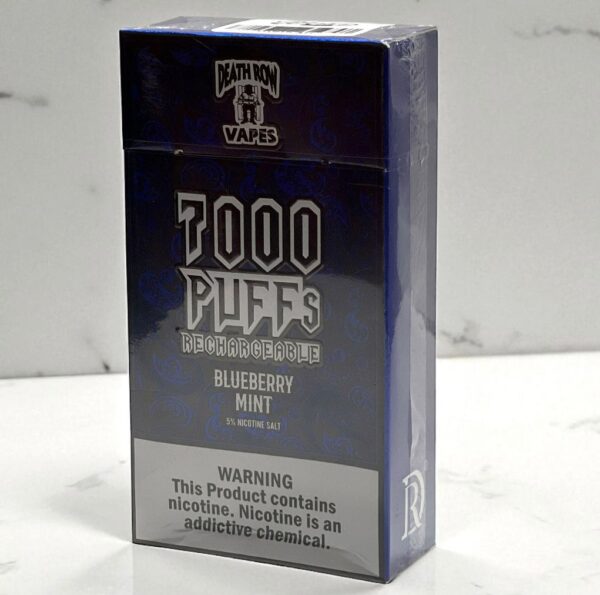 DEATH ROW
VAPES
7000
PUFFS
RECHARGEABLE
BLUEBERRY
MINT
5% NICOTINE SALT
WARNING
This Product contains
nicotine. Nicotine is an
addictive chemical.
DR